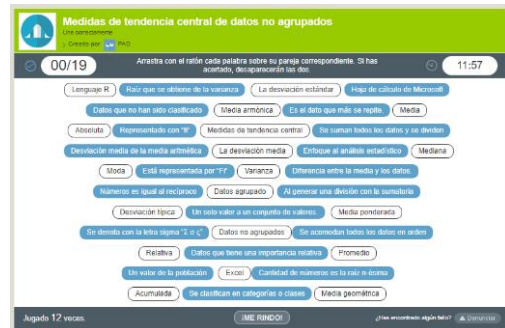 Medidas de tendencia central de datos no agrupados
Une correctamente
Creado por PAO
00/19 Arrastra con el ratón cada palabra sobre su pareja correspondiente. Si has acertado, desaparecerán las dos. 11:57
Lenguaje R Raíz que se obtiene de la varianza La desviación estándar Hoja de cálculo de Microsoft
Datos que no han sido clasificado Media armónica Es el dato que más se repite. Media
Absoluta Representado con Medidas de tendencia central Se suman todos los datos y se dividen
Desviación media de la media aritmética La desviación media Enfoque al análisis estadístico Mediana
Moda Está representada por "Fi" Varianza Diferencia entre la media y los datos.
Números es igual al recíproco Datos agrupado Al generar una división con la sumatoria
Desviación típica Un solo valor a un conjunto de valores. Media ponderada
Se denota con la letra sigma "Σ o ς" Datos no agrupados Se acomodan todos los datos en orden
Relativa Datos que tiene una importancia relativa Promedio
Un valor de la población Excel Cantidad de números es la raíz n-ésima
Acumulada Se clasifican en categorías o clases Media geométrica
Jugado 12 veces. ¡ME RINDO! ¿Has encontrado algún fallo? Denunciar